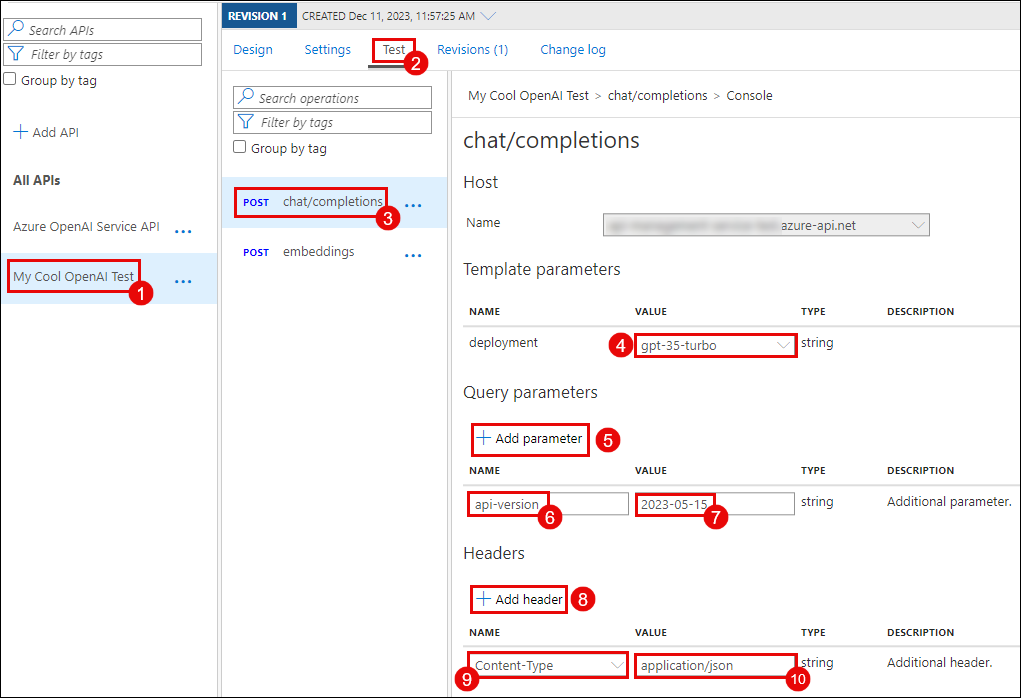 Search APIs
Filter by tags
Group by tag
Add API
All APIs
Azure OpenAI Service API ...
My Cool OpenAI Test ...
1
REVISION 1 CREATED Dec 11, 2023, 11:57:25 AM
Design Settings Test Revisions (1) Change log
2
Search operations
Filter by tags
Group by tag
POST chat/completions ...
3
POST embeddings ...
My Cool OpenAI Test > chat/completions > Console
chat/completions
Host
Name azure-api.net
Template parameters
NAME VALUE TYPE DESCRIPTION
deployment 4 gpt-35-turbo string
Query parameters
Add parameter 5
NAME VALUE TYPE DESCRIPTION
api-version 6 2023-05-15 7 string Additional parameter.
Headers
Add header 8
NAME VALUE TYPE DESCRIPTION
9 Content-Type application/json 10 string Additional header.